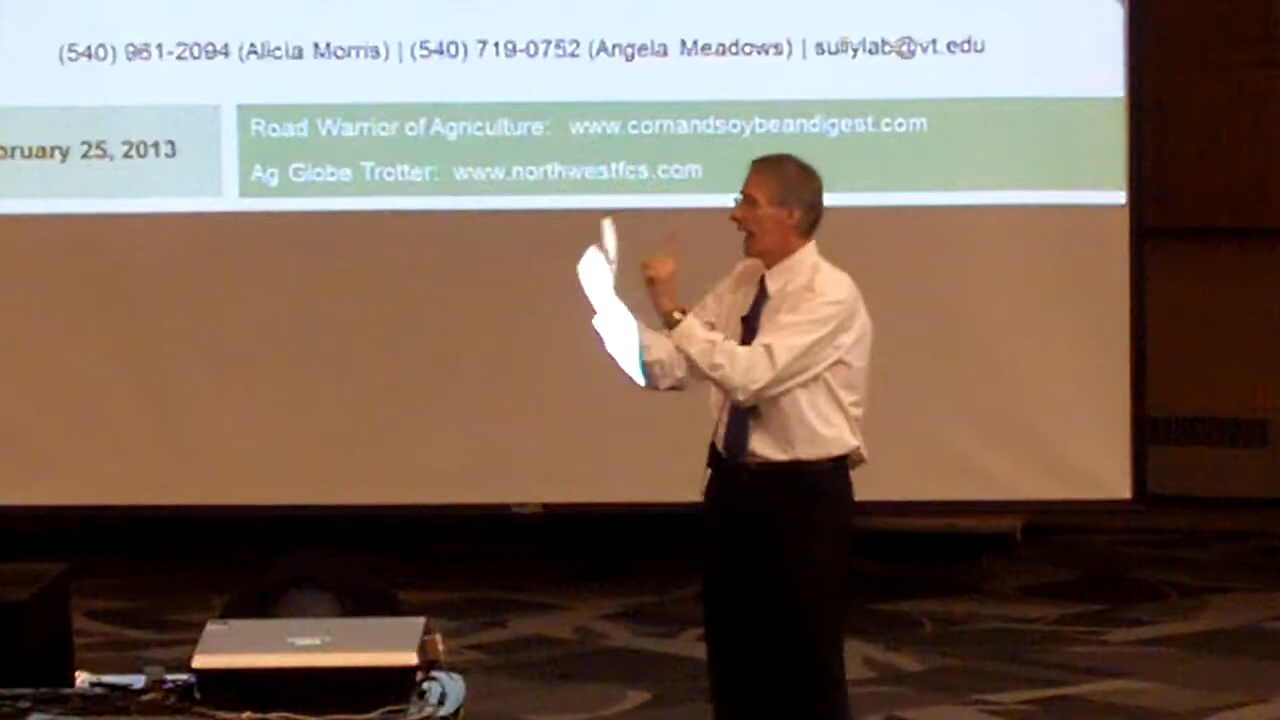 (540) 961-2094 (Alicia Morris) | (540) 719-0752 (Angela Meadows) | sullylab@vt.edu
bruary 25, 2013
Road Warrior of Agriculture: www.cornandsoybeandigest.com
Ag Globe Trotter: www.northwestfcs.com